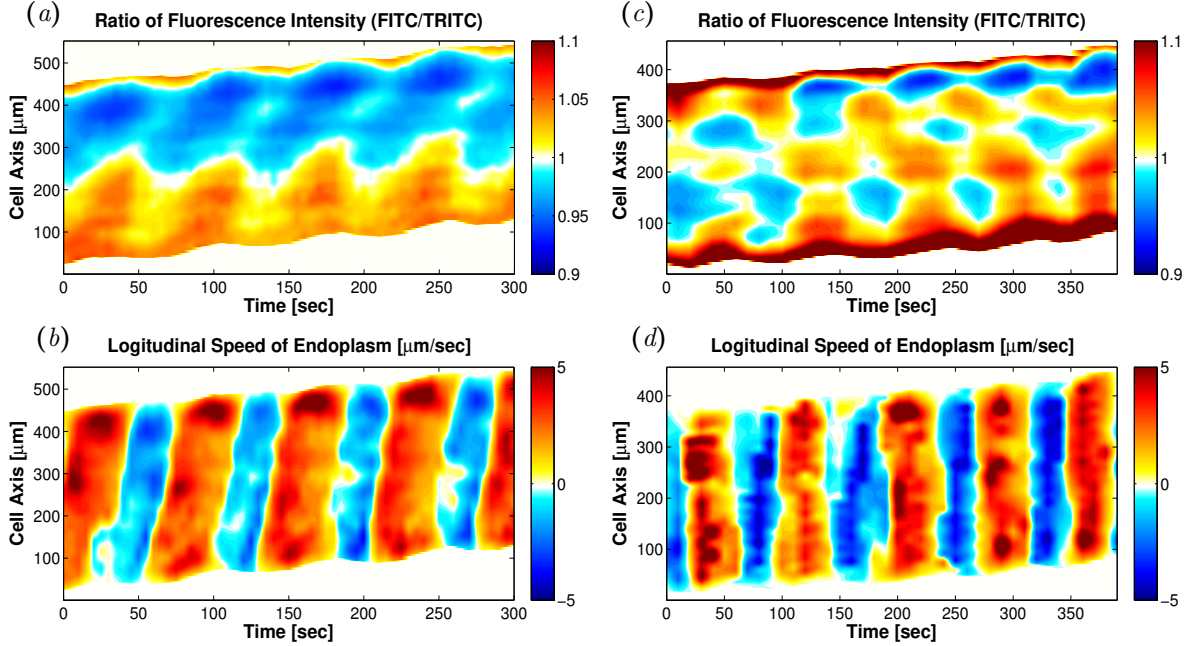 (a)
Ratio of Fluorescence Intensity (FITC/TRITC)
Cell Axis [μm]
500
400
300
200
100
0 50 100 150 200 250 300
Time [sec]
1.1
1.05
1
0.95
0.9
(c)
Ratio of Fluorescence Intensity (FITC/TRITC)
Cell Axis [μm]
400
300
200
100
0 50 100 150 200 250 300 350
Time [sec]
1.1
1.05
1
0.95
0.9
(b)
Logitudinal Speed of Endoplasm [μm/sec]
Cell Axis [μm]
500
400
300
200
100
0 50 100 150 200 250 300
Time [sec]
5
0
−5
(d)
Logitudinal Speed of Endoplasm [μm/sec]
Cell Axis [μm]
400
300
200
100
0 50 100 150 200 250 300 350
Time [sec]
5
0
−5